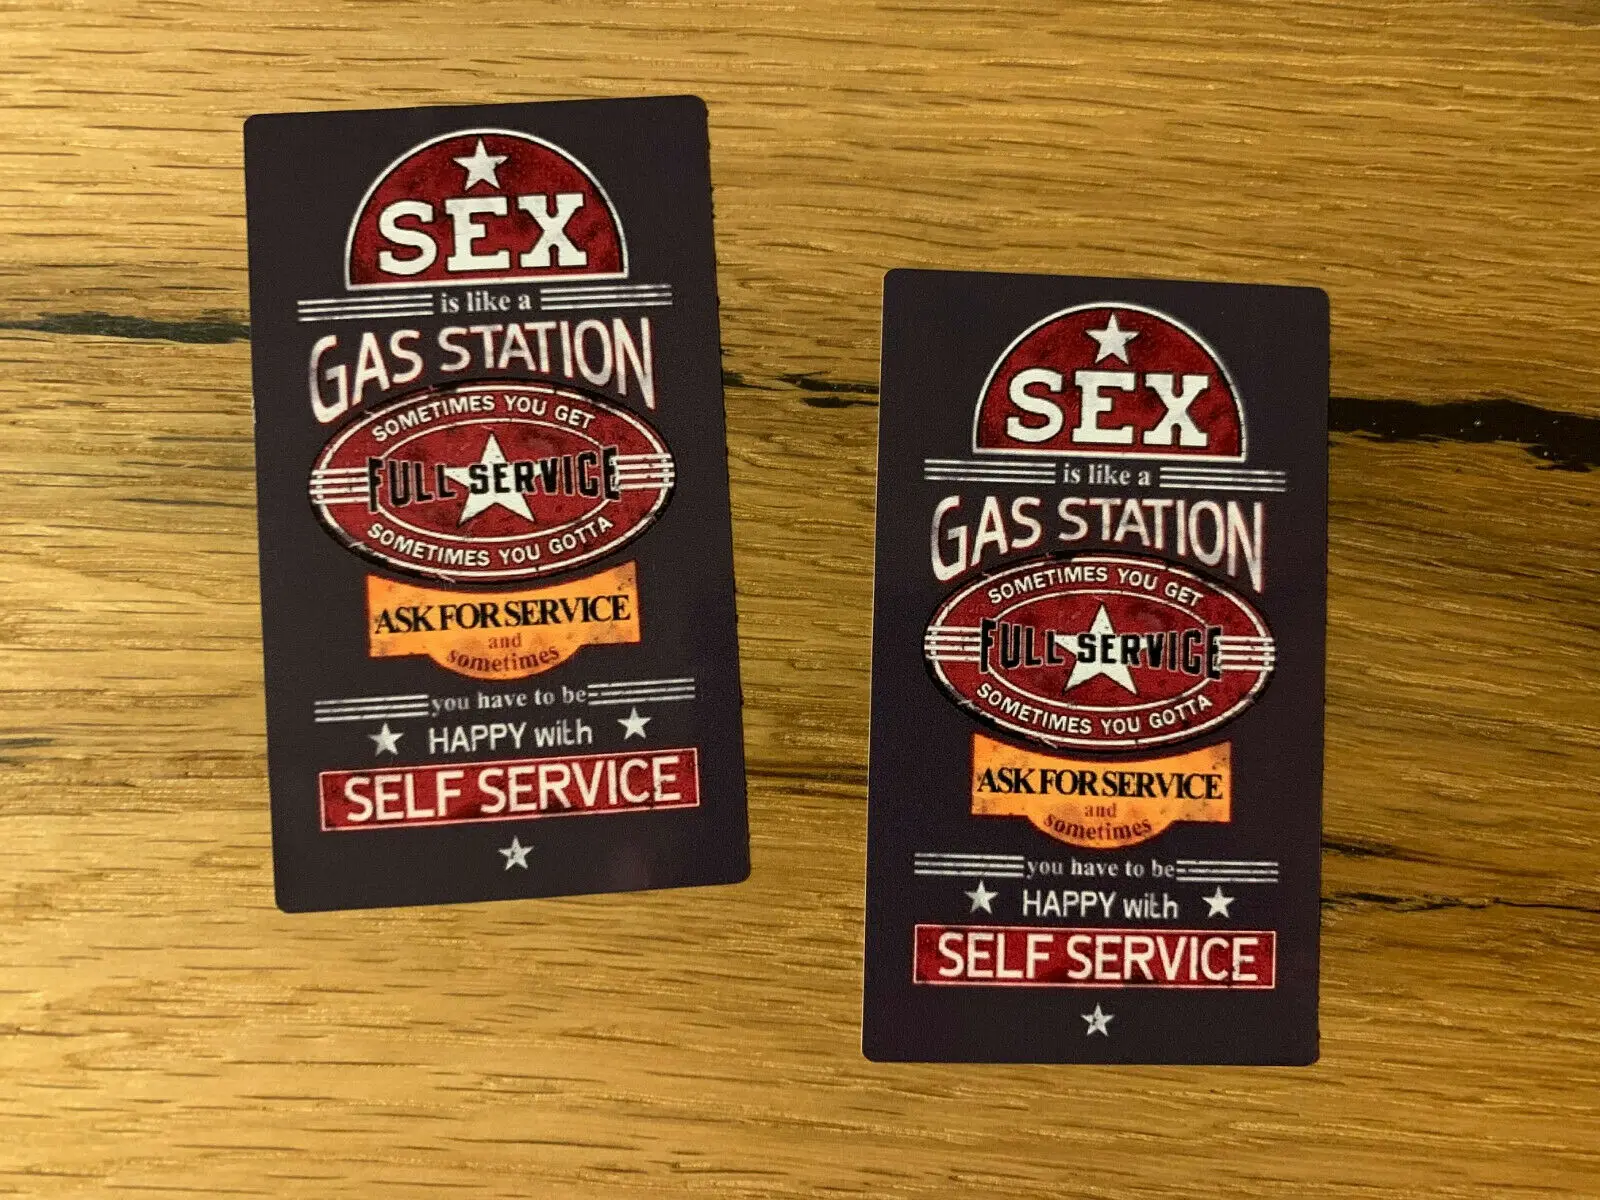 SEX
is like a
GAS STATION
SOMETIMES YOU GET
FULL SERVICE
SOMETIMES YOU GOTTA
ASK FOR SERVICE
and
sometimes
you have to be
HAPPY with
SELF SERVICE
SEX
is like a
GAS STATION
SOMETIMES YOU GET
FULL SERVICE
SOMETIMES YOU GOTTA
ASK FOR SERVICE
and
sometimes
you have to be
HAPPY with
SELF SERVICE